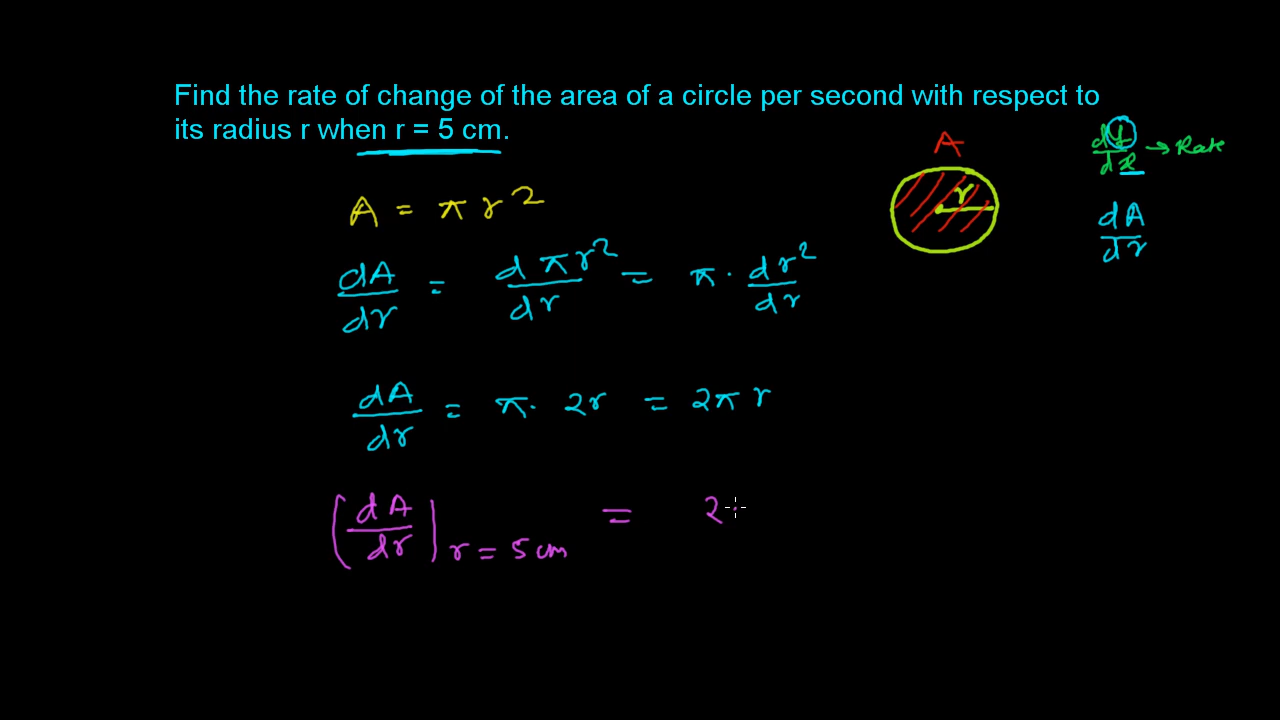 Find the rate of change of the area of a circle per second with respect to
its radius r when r = 5 cm.
A
r
dy/dx → Rate
dA/dr
A = πr2
dA/dr = dπr²/dr = π · dr²/dr
dA/dr = π · 2r = 2πr
(dA/dr) r = 5 cm = 2·